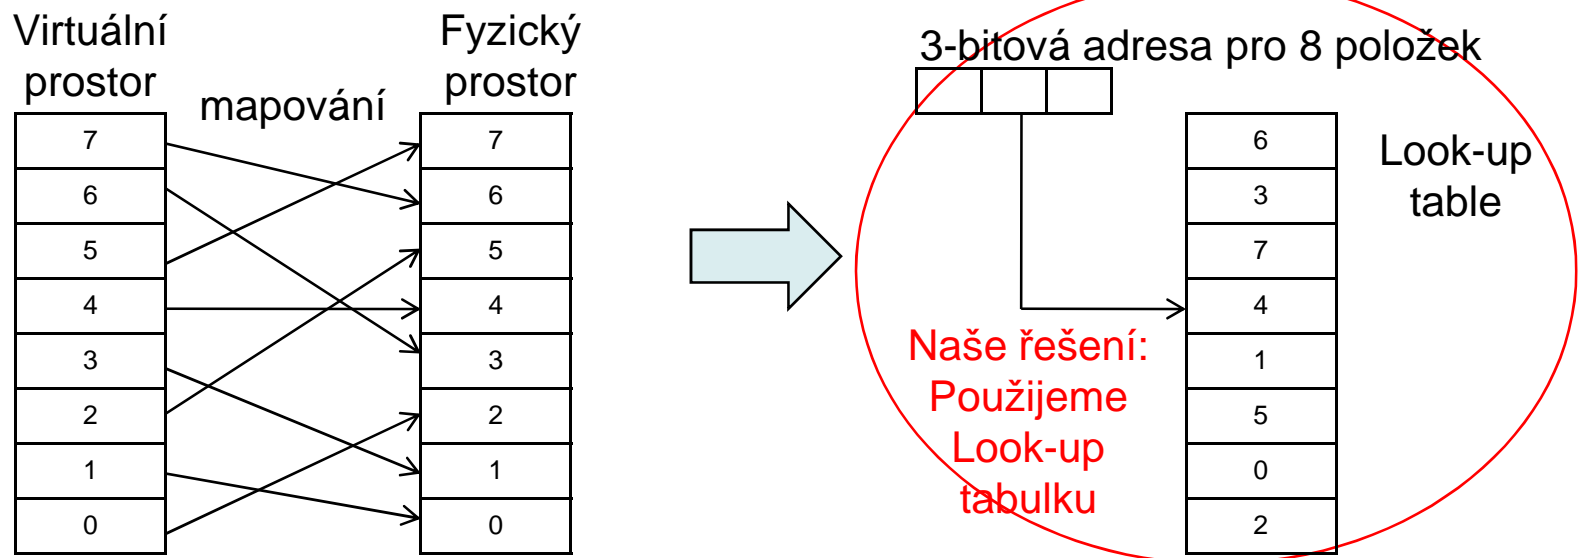 Virtuální
prostor
mapování
Fyzický
prostor
7
6
5
4
3
2
1
0
7
6
5
4
3
2
1
0
3-bitová adresa pro 8 položek
6
3
7
4
1
5
0
2
Look-up
table
Naše řešení:
Použijeme
Look-up
tabulku